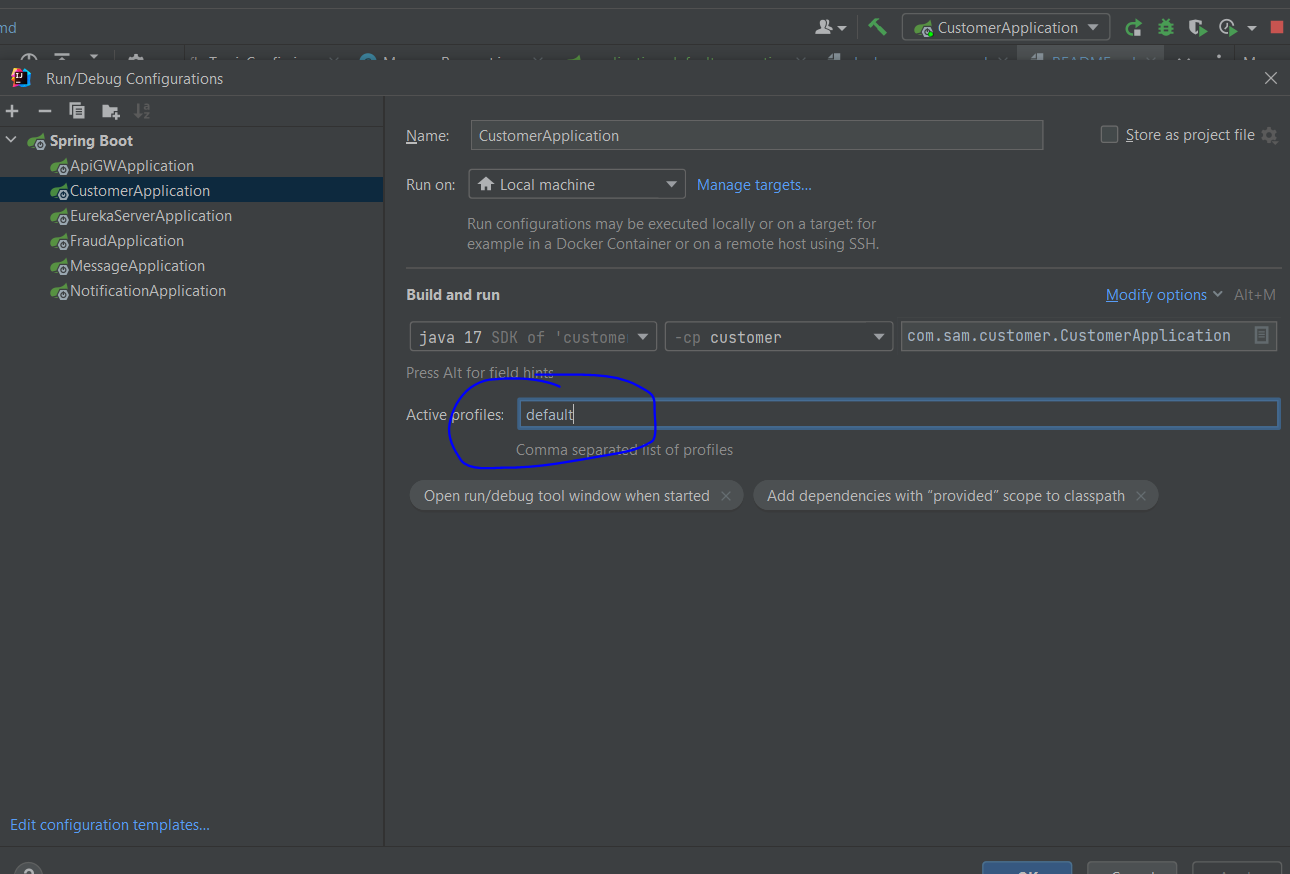 md
CustomerApplication
Run/Debug Configurations
Spring Boot
ApiGWApplication
CustomerApplication
EurekaServerApplication
FraudApplication
MessageApplication
NotificationApplication
Edit configuration templates...
Name: CustomerApplication
Store as project file
Run on: Local machine Manage targets...
Run configurations may be executed locally or on a target: for
example in a Docker Container or on a remote host using SSH.
Build and run
Modify options Alt+M
java 17 SDK of 'custome -cp customer com.sam.customer.CustomerApplication
Press Alt for field hints
Active profiles: default
Comma separated list of profiles
Open run/debug tool window when started Add dependencies with “provided” scope to classpath